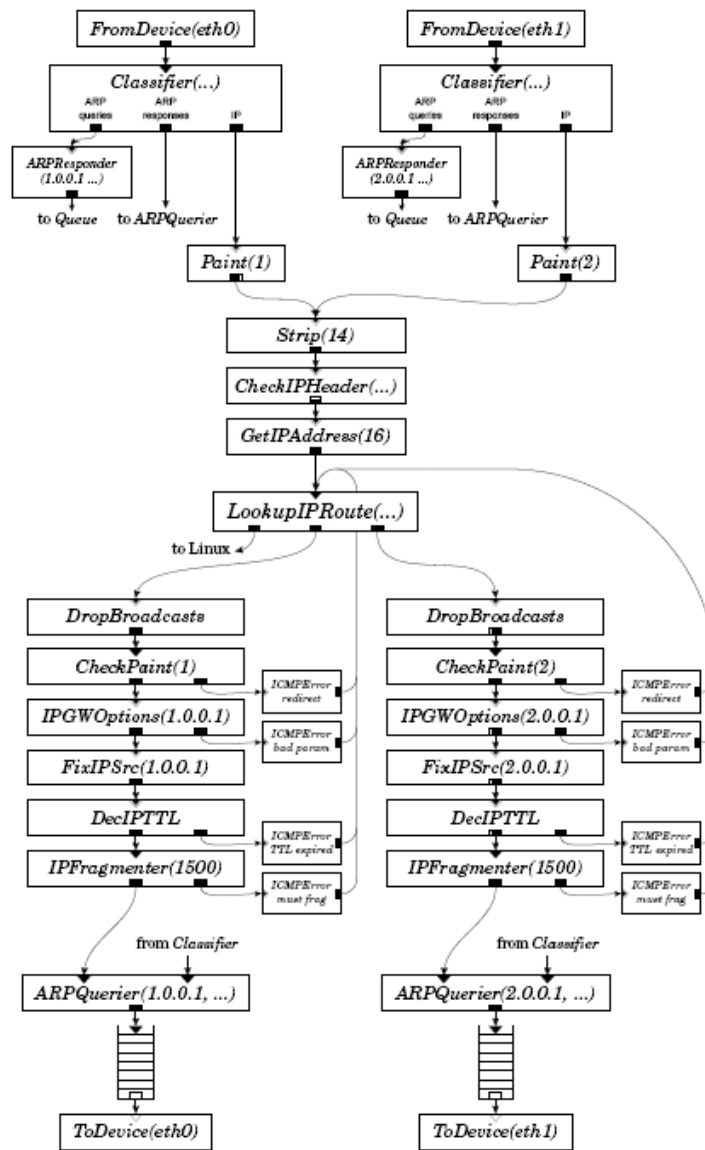 FromDevice(eth0)
FromDevice(eth1)
Classifier(...)
Classifier(...)
ARP queries
ARP responses
IP
ARP queries
ARP responses
IP
ARPResponder
(1.0.0.1 ...)
ARPResponder
(2.0.0.1 ...)
to Queue
to ARPQuerier
to Queue
to ARPQuerier
Paint(1)
Paint(2)
Strip(14)
CheckIPHeader(...)
GetIPAddress(16)
LookupIPRoute(...)
to Linux
DropBroadcasts
DropBroadcasts
CheckPaint(1)
ICMPError
redirect
CheckPaint(2)
ICMPError
redirect
IPGWOptions(1.0.0.1)
ICMPError
bad param
IPGWOptions(2.0.0.1)
ICMPError
bad param
FixIPSrc(1.0.0.1)
FixIPSrc(2.0.0.1)
DecIPTTL
ICMPError
TTL expired
DecIPTTL
ICMPError
TTL expired
IPFragmenter(1500)
ICMPError
must frag
IPFragmenter(1500)
ICMPError
must frag
from Classifier
from Classifier
ARPQuerier(1.0.0.1, ...)
ARPQuerier(2.0.0.1, ...)
ToDevice(eth0)
ToDevice(eth1)